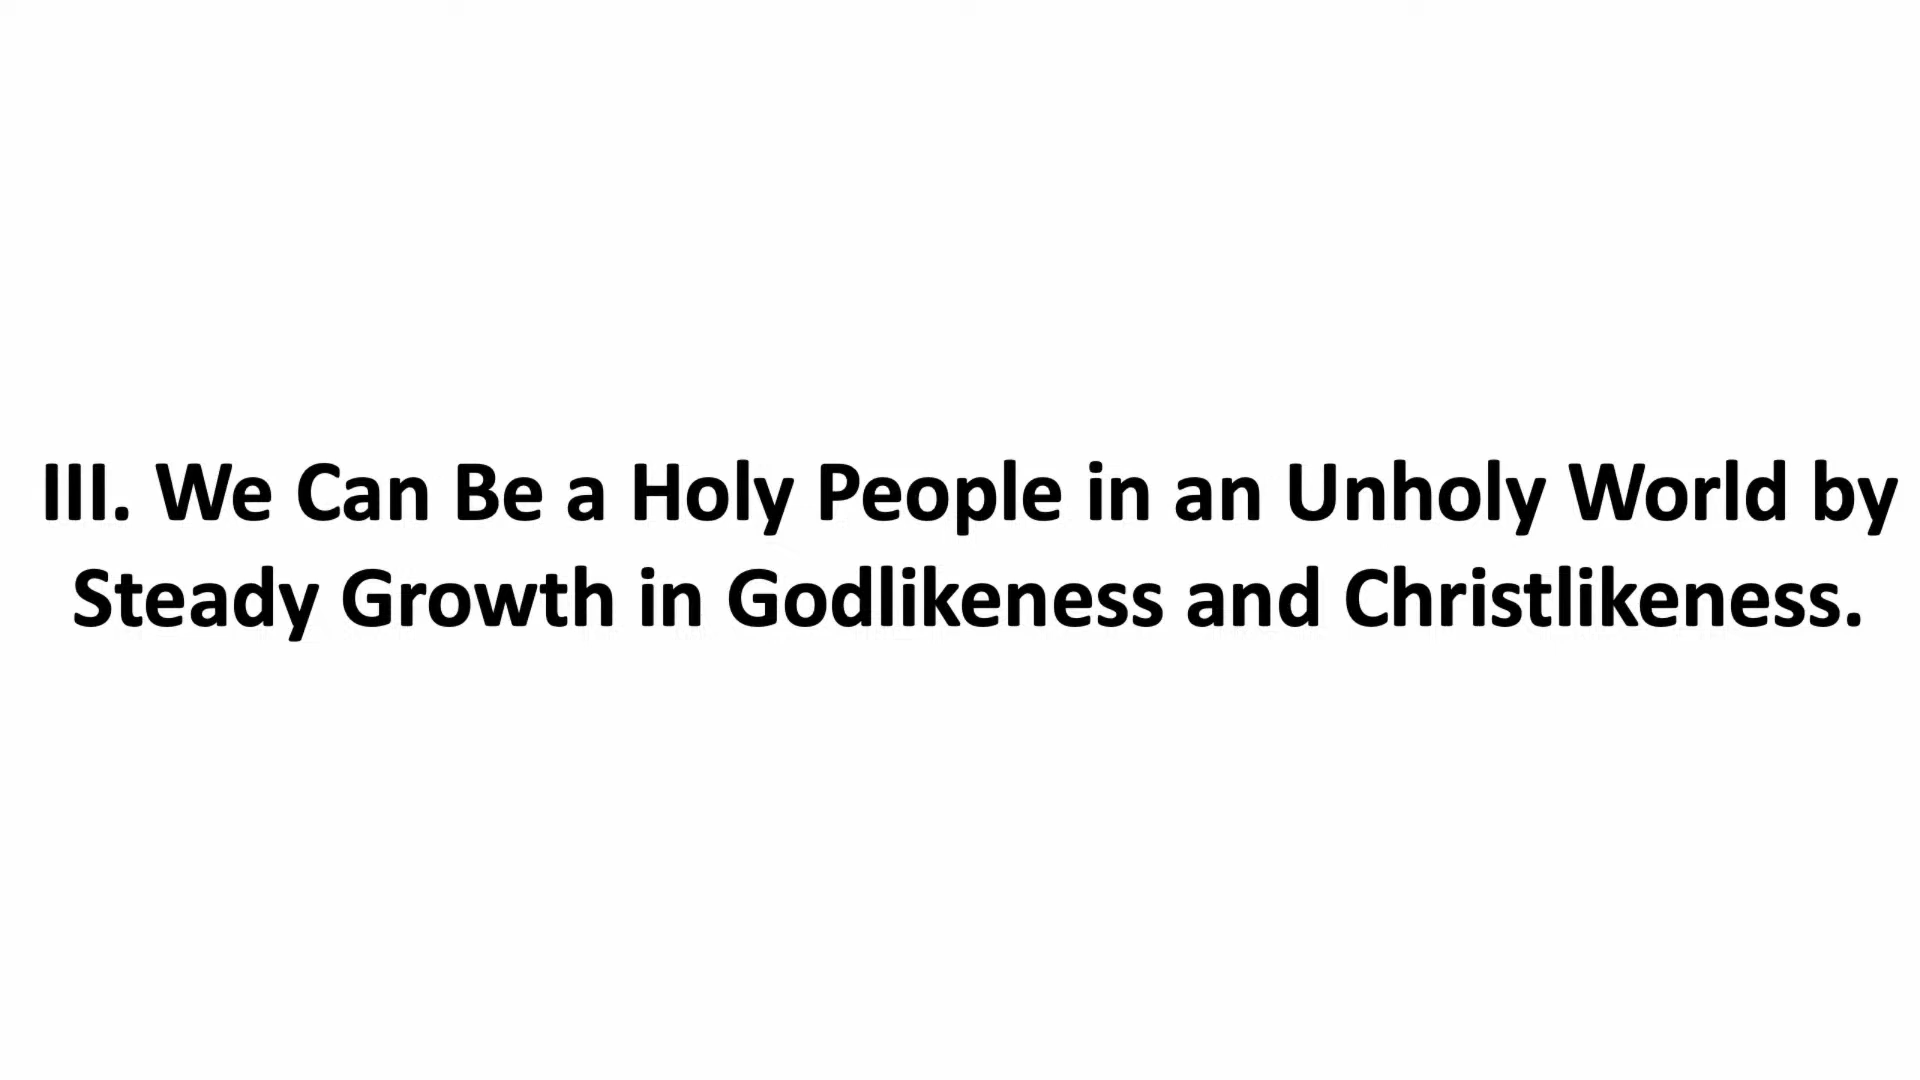 III. We Can Be a Holy People in an Unholy World by
Steady Growth in Godlikeness and Christlikeness.